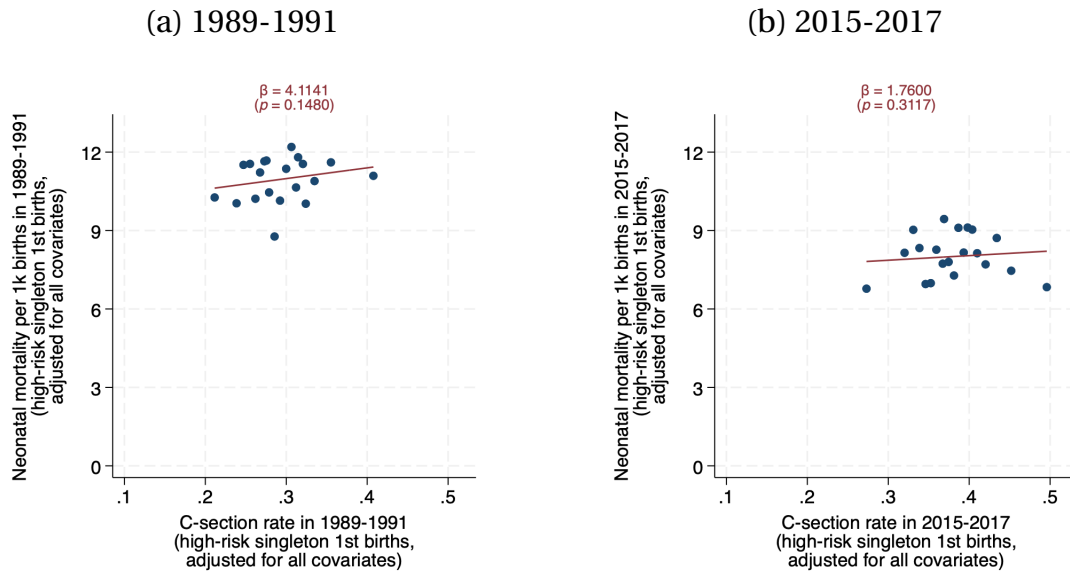 (a) 1989-1991
β = 4.1141
(p = 0.1480)
Neonatal mortality per 1k births in 1989-1991
(high-risk singleton 1st births,
adjusted for all covariates)
12
9
6
3
0
.1 .2 .3 .4 .5
C-section rate in 1989-1991
(high-risk singleton 1st births,
adjusted for all covariates)
(b) 2015-2017
β = 1.7600
(p = 0.3117)
Neonatal mortality per 1k births in 2015-2017
(high-risk singleton 1st births,
adjusted for all covariates)
12
9
6
3
0
.1 .2 .3 .4 .5
C-section rate in 2015-2017
(high-risk singleton 1st births,
adjusted for all covariates)